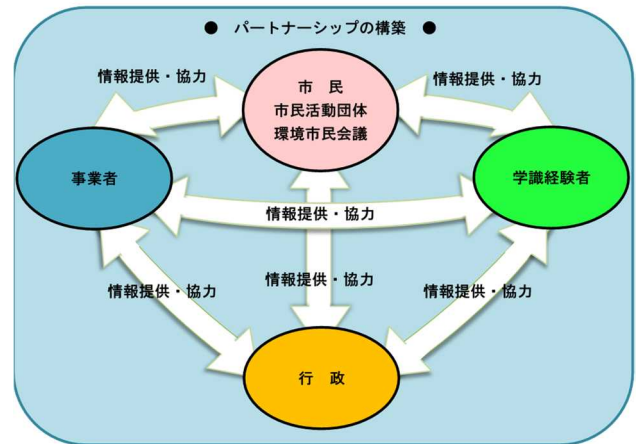 ● パートナーシップの構築 ●
情報提供・協力
情報提供・協力
市 民
市民活動団体
環境市民会議
事業者
学識経験者
情報提供・協力
情報提供・協力
情報提供・協力
情報提供・協力
行 政